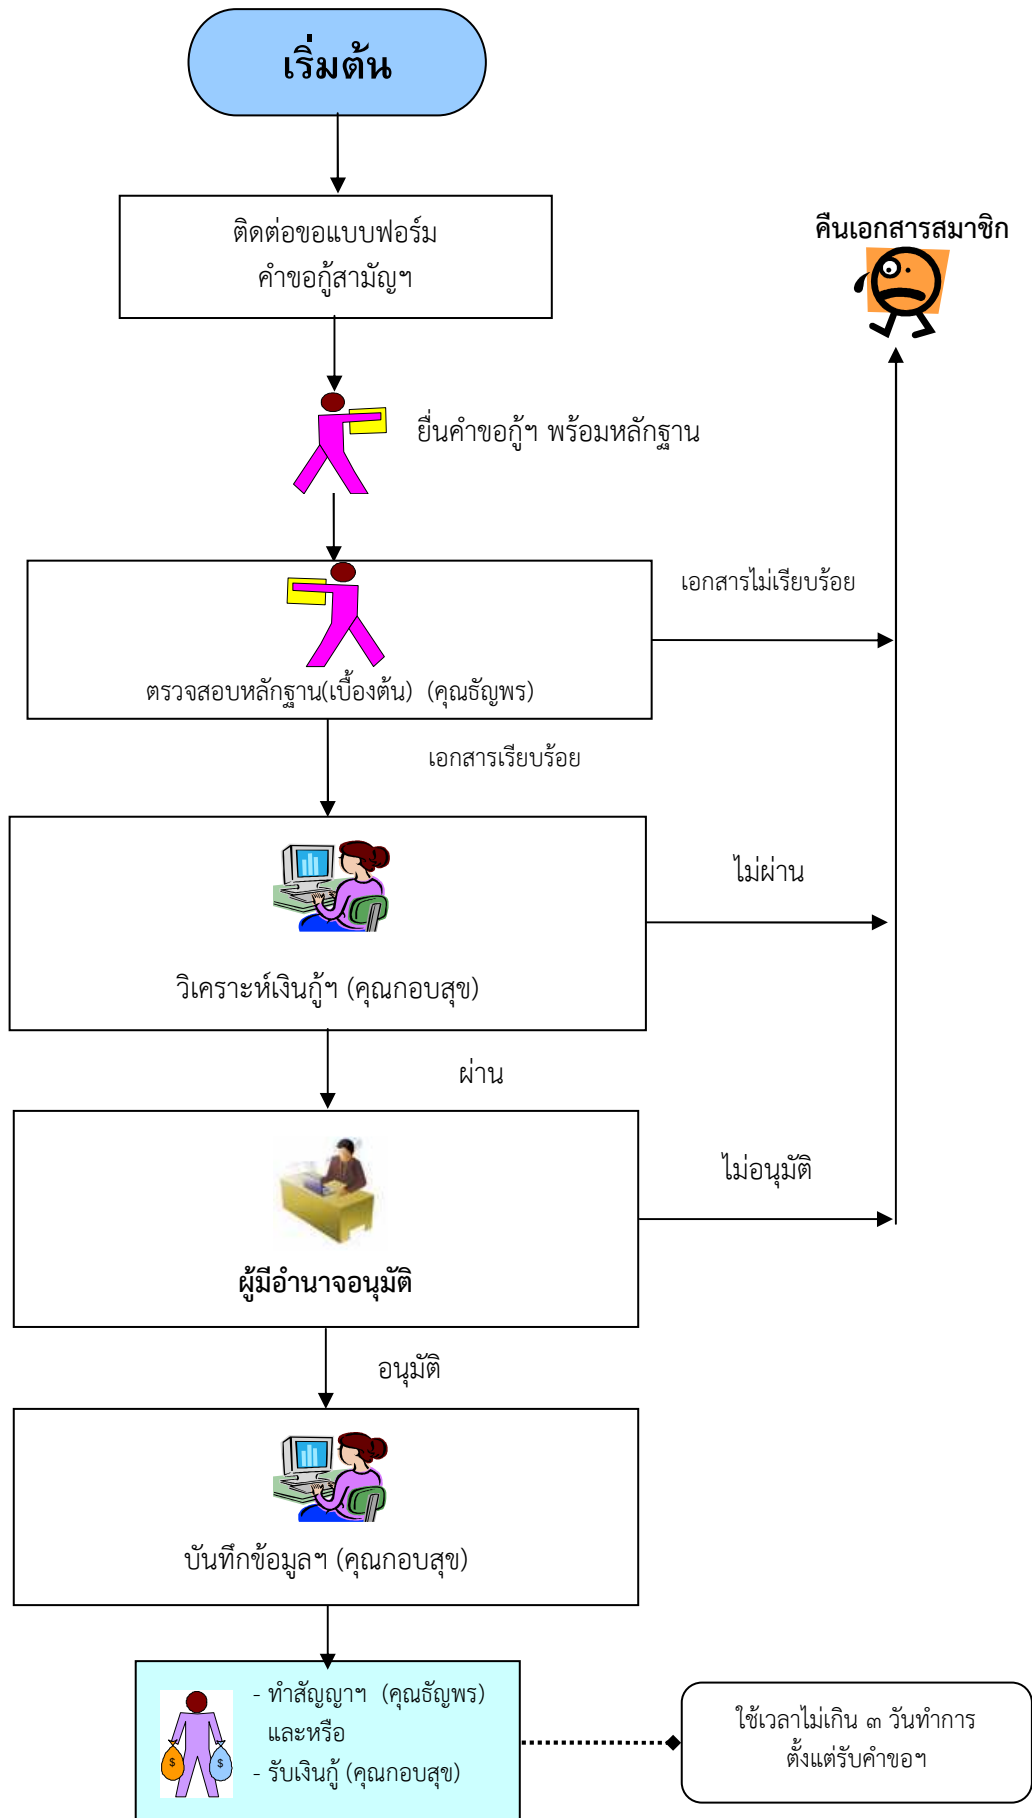 เริ่มต้น
ติดต่อขอแบบฟอร์ม
คำขอกู้สามัญฯ
คืนเอกสารสมาชิก
ยื่นคำขอกู้ฯ พร้อมหลักฐาน
เอกสารไม่เรียบร้อย
ตรวจสอบหลักฐาน(เบื้องต้น) (คุณธัญพร)
เอกสารเรียบร้อย
ไม่ผ่าน
วิเคราะห์เงินกู้ฯ (คุณกอบสุข)
ผ่าน
ไม่อนุมัติ
ผู้มีอำนาจอนุมัติ
อนุมัติ
บันทึกข้อมูลฯ (คุณกอบสุข)
- ทำสัญญาฯ (คุณธัญพร)
และหรือ
- รับเงินกู้ (คุณกอบสุข)
$ $
ใช้เวลาไม่เกิน ๓ วันทำการ
ตั้งแต่รับคำขอฯ